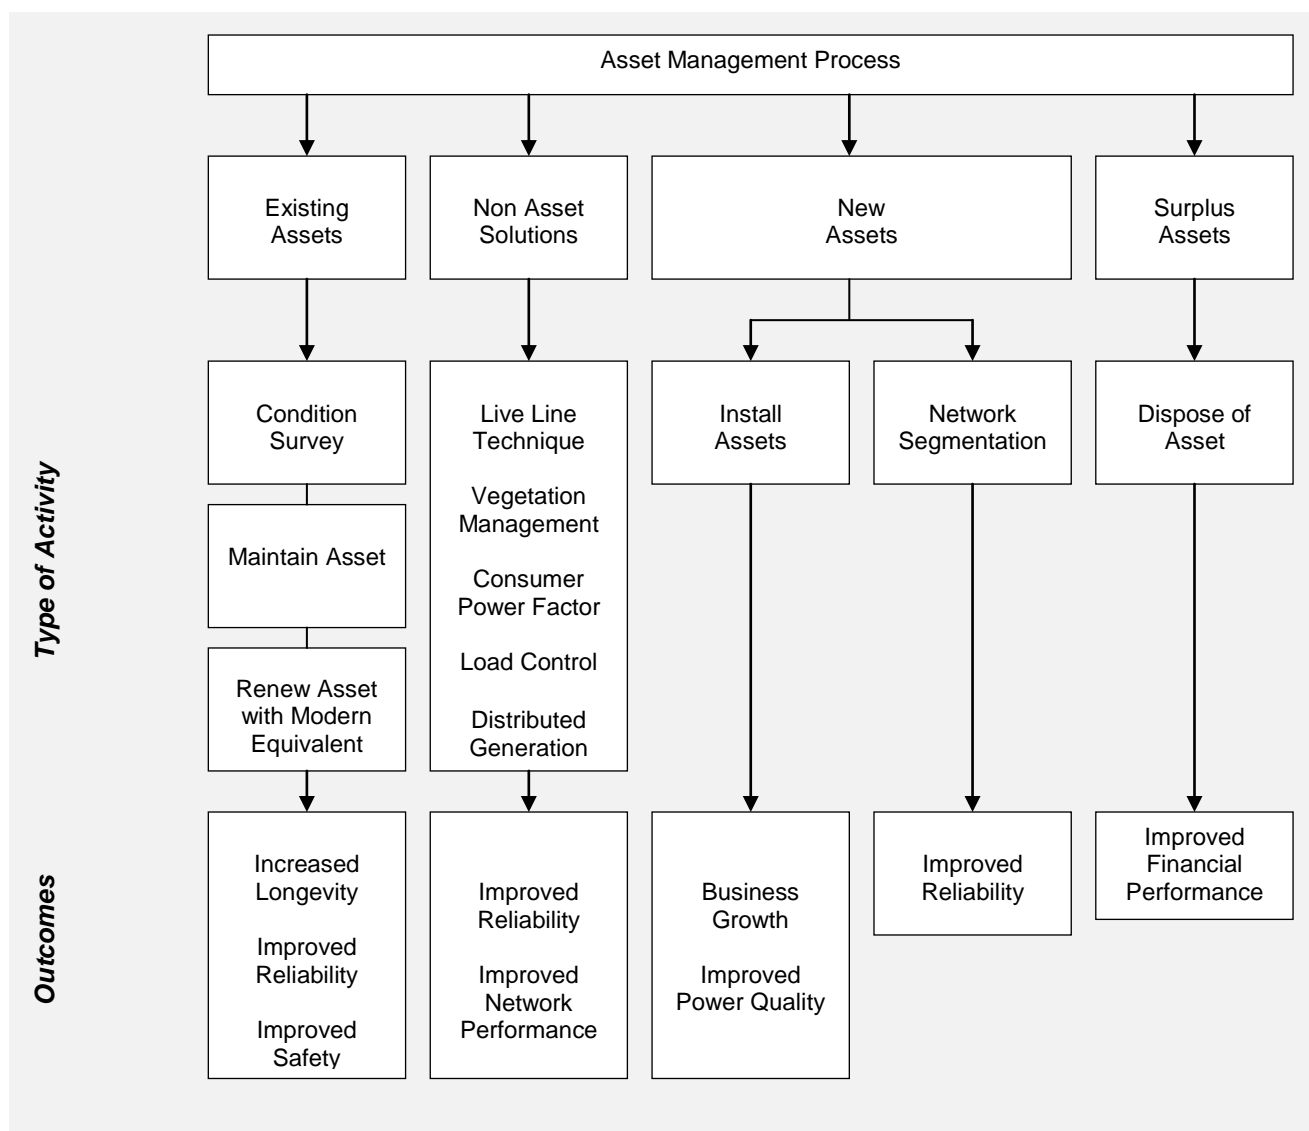 Asset Management Process
Existing
Assets
Non Asset
Solutions
New
Assets
Surplus
Assets
Type of Activity
Condition
Survey
Maintain Asset
Renew Asset
with Modern
Equivalent
Live Line
Technique
Vegetation
Management
Consumer
Power Factor
Load Control
Distributed
Generation
Install
Assets
Network
Segmentation
Dispose of
Asset
Outcomes
Increased
Longevity
Improved
Reliability
Improved
Safety
Improved
Reliability
Improved
Network
Performance
Business
Growth
Improved
Power Quality
Improved
Reliability
Improved
Financial
Performance